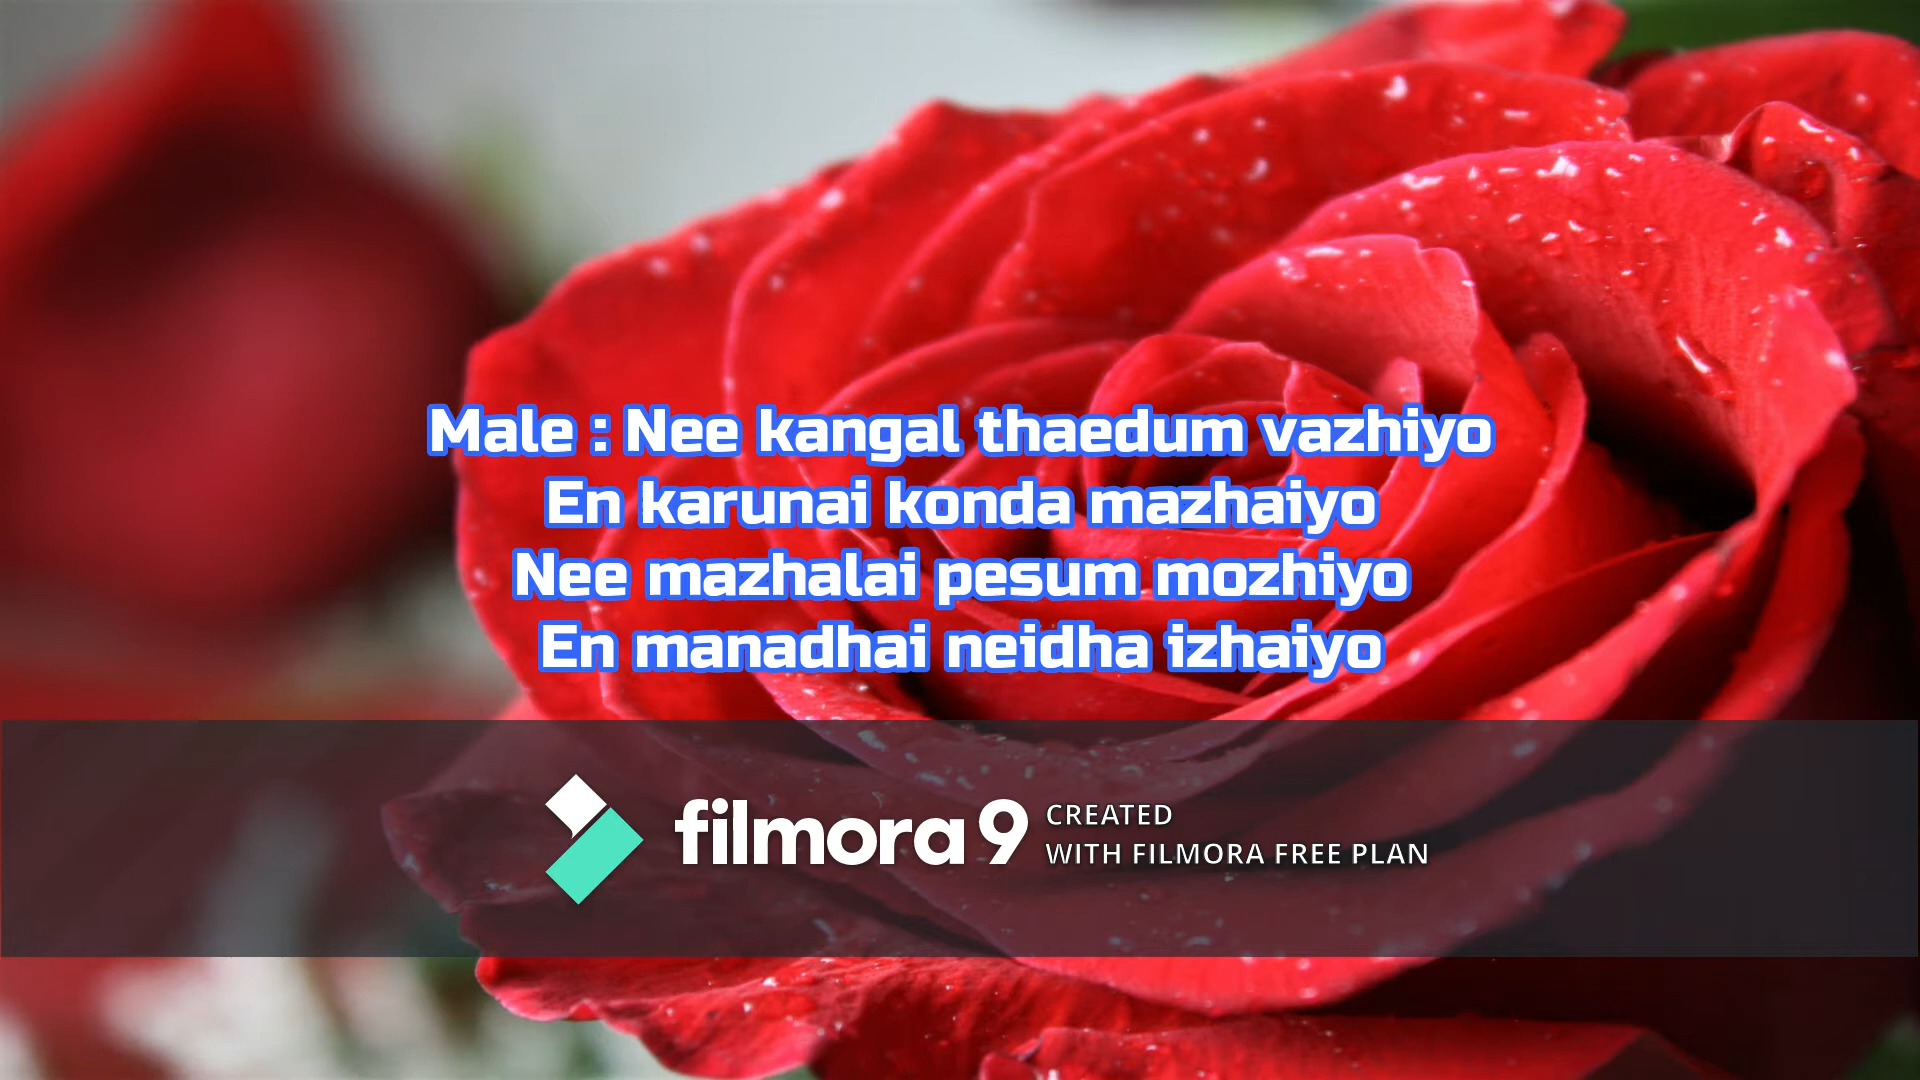 Male : Nee kangal thaedum vazhiyo
En karunai konda mazhaiyo
Nee mazhalai pesum mozhiyo
En manadhai neidha izhaiyo
filmora 9 CREATED
WITH FILMORA FREE PLAN